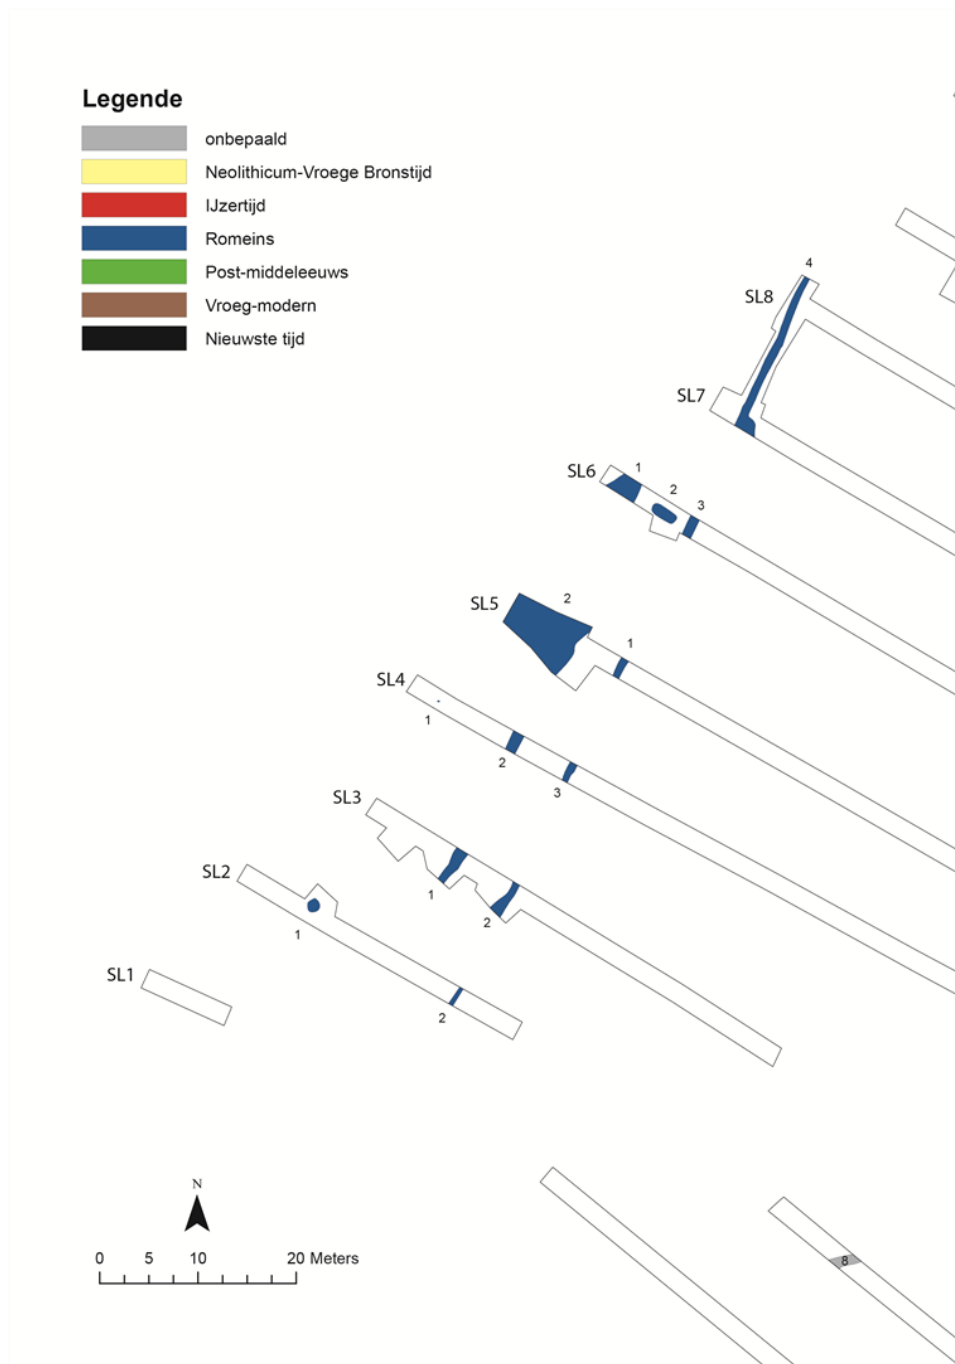 Legende
onbepaald
Neolithicum-Vroege Bronstijd
IJzertijd
Romeins
Post-middeleeuws
Vroeg-modern
Nieuwste tijd
4
SL8
SL7
SL6
1
2
3
SL5
2
1
SL4
1
2
3
SL3
1
2
SL2
1
2
SL1
N
0 5 10 20 Meters
8